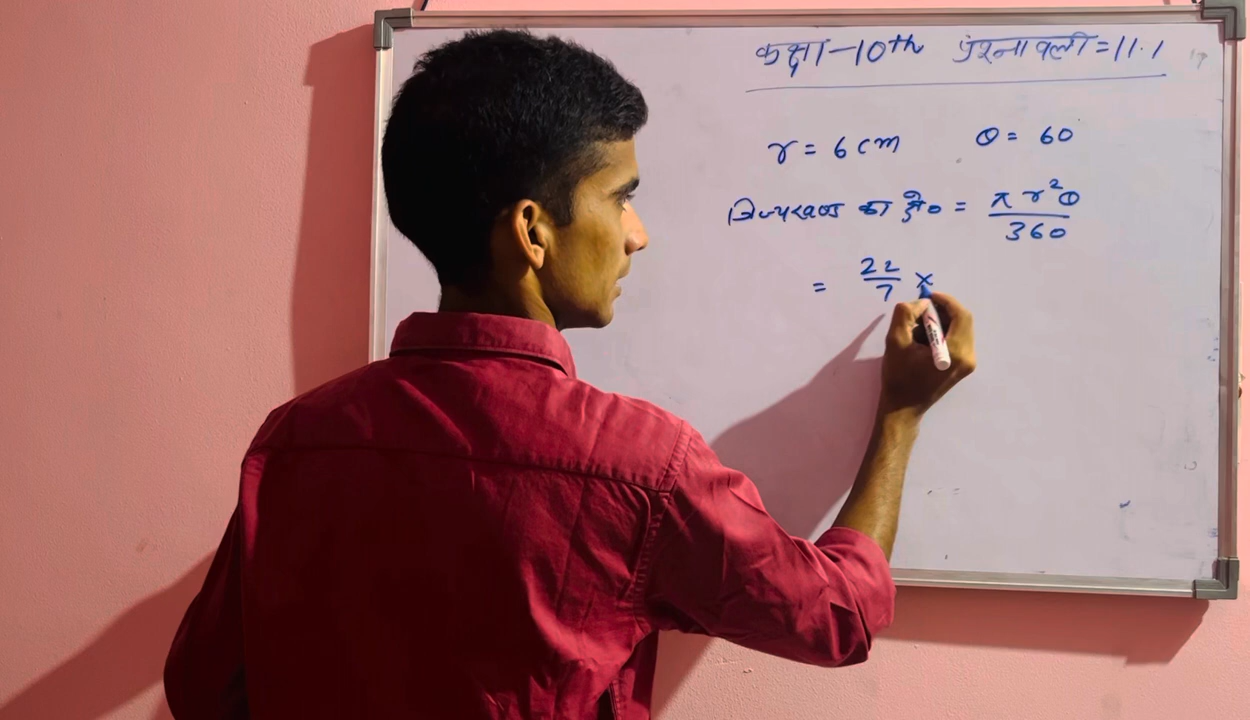 कक्षा-10th प्रश्नावली=11.1
r = 6 cm θ = 60
त्रिज्यखण्ड का क्षे० = πr²θ/360
= 22/7 ×